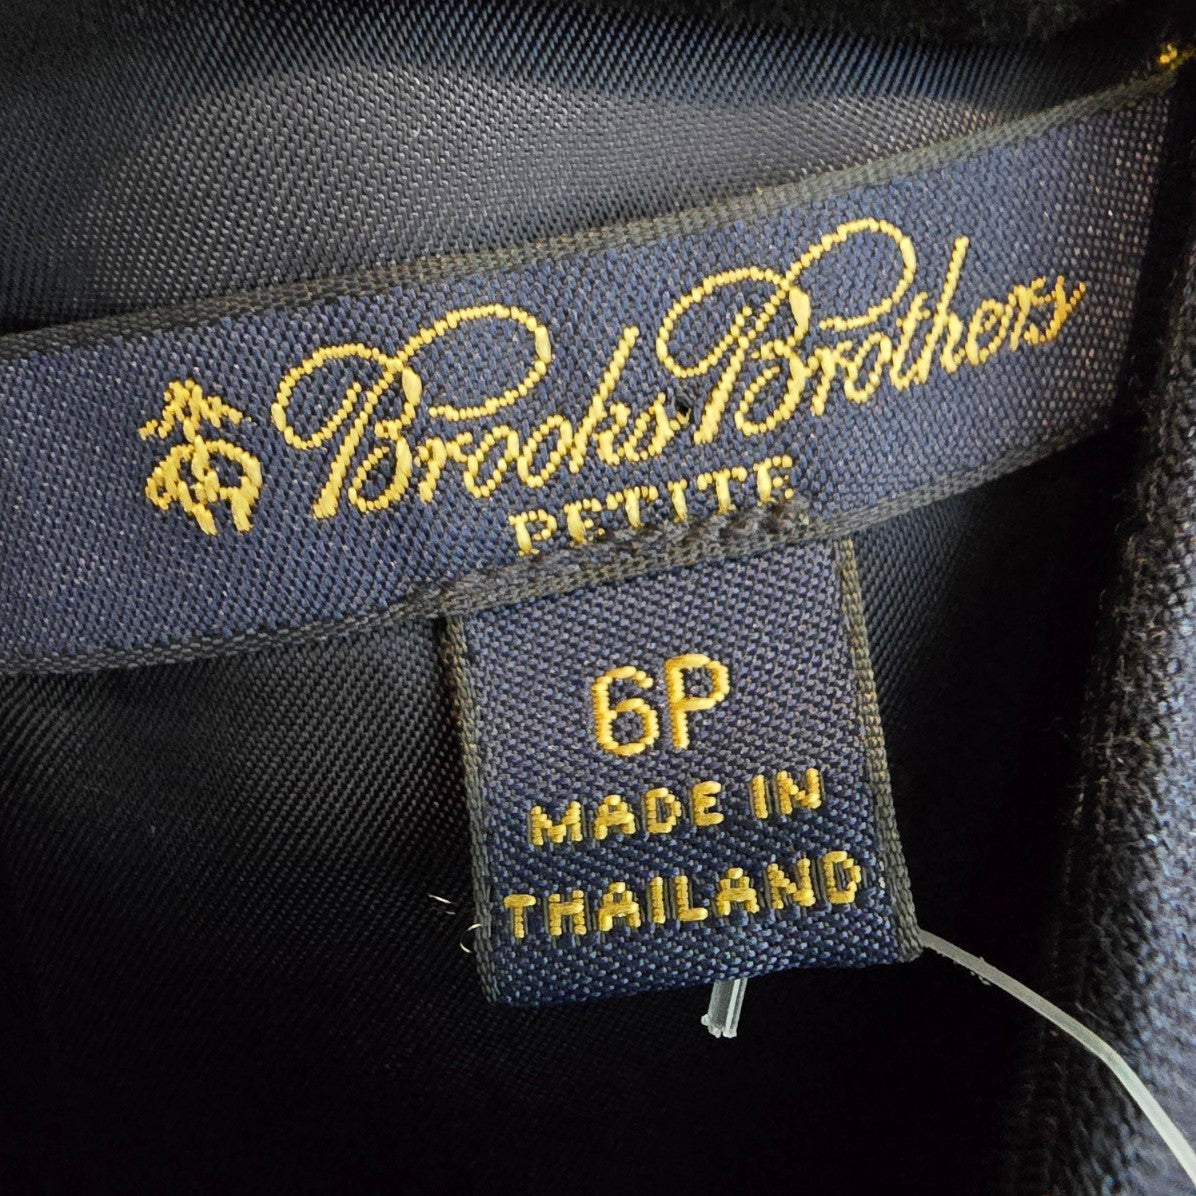 Brooks Brothers
PETITE
6P
MADE IN
THAILAND